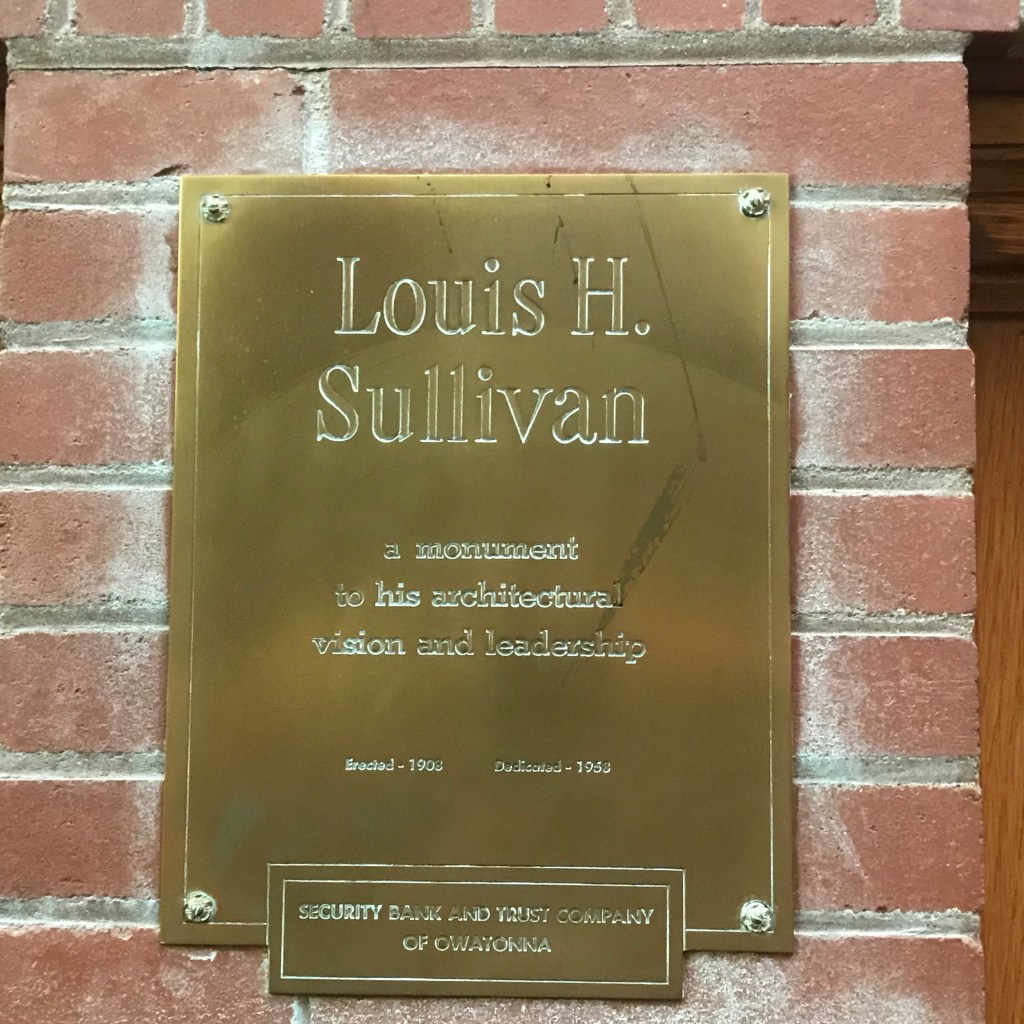 Louis H.
Sullivan
a monument
to his architectural
vision and leadership
Erected - 1908 Dedicated - 1958
SECURITY BANK AND TRUST COMPANY
OF OWATONNA